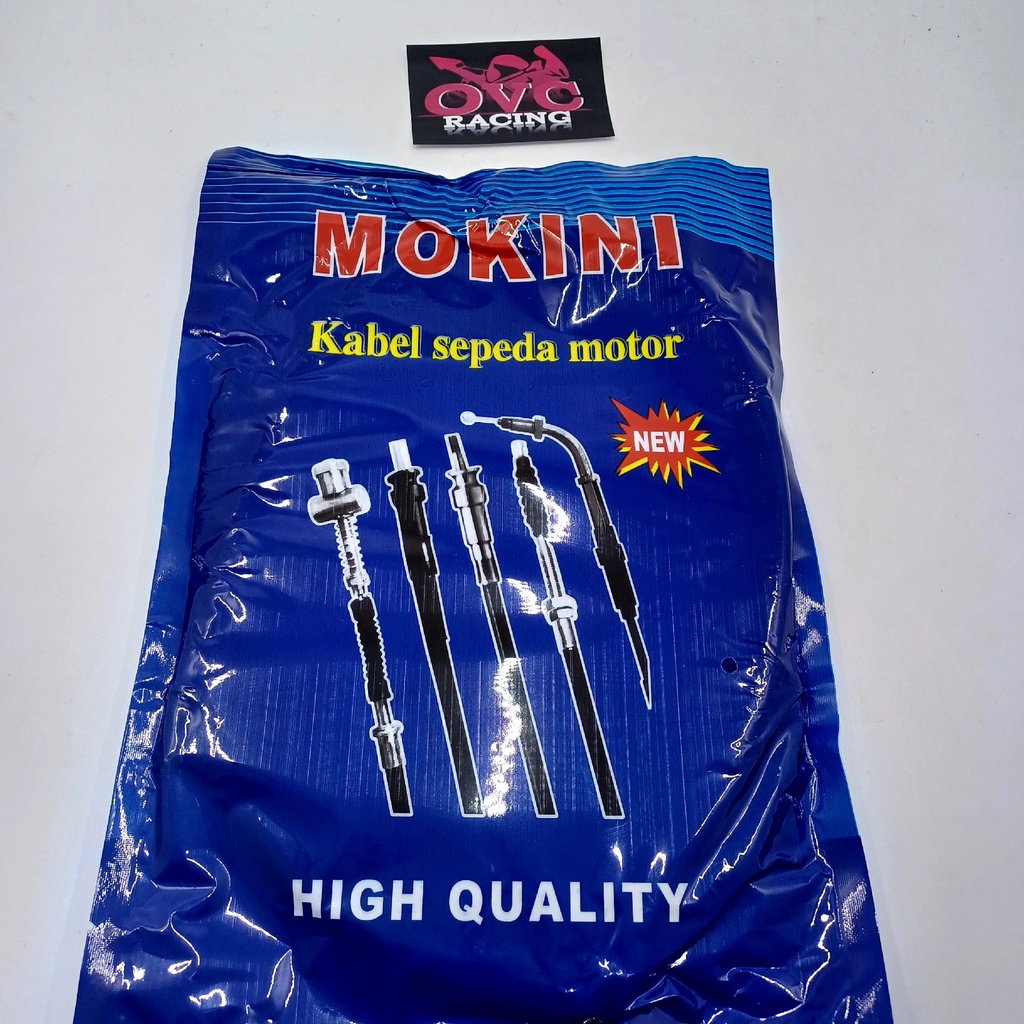 OVC
RACING
MOKINI
Kabel sepeda motor
NEW
HIGH QUALITY